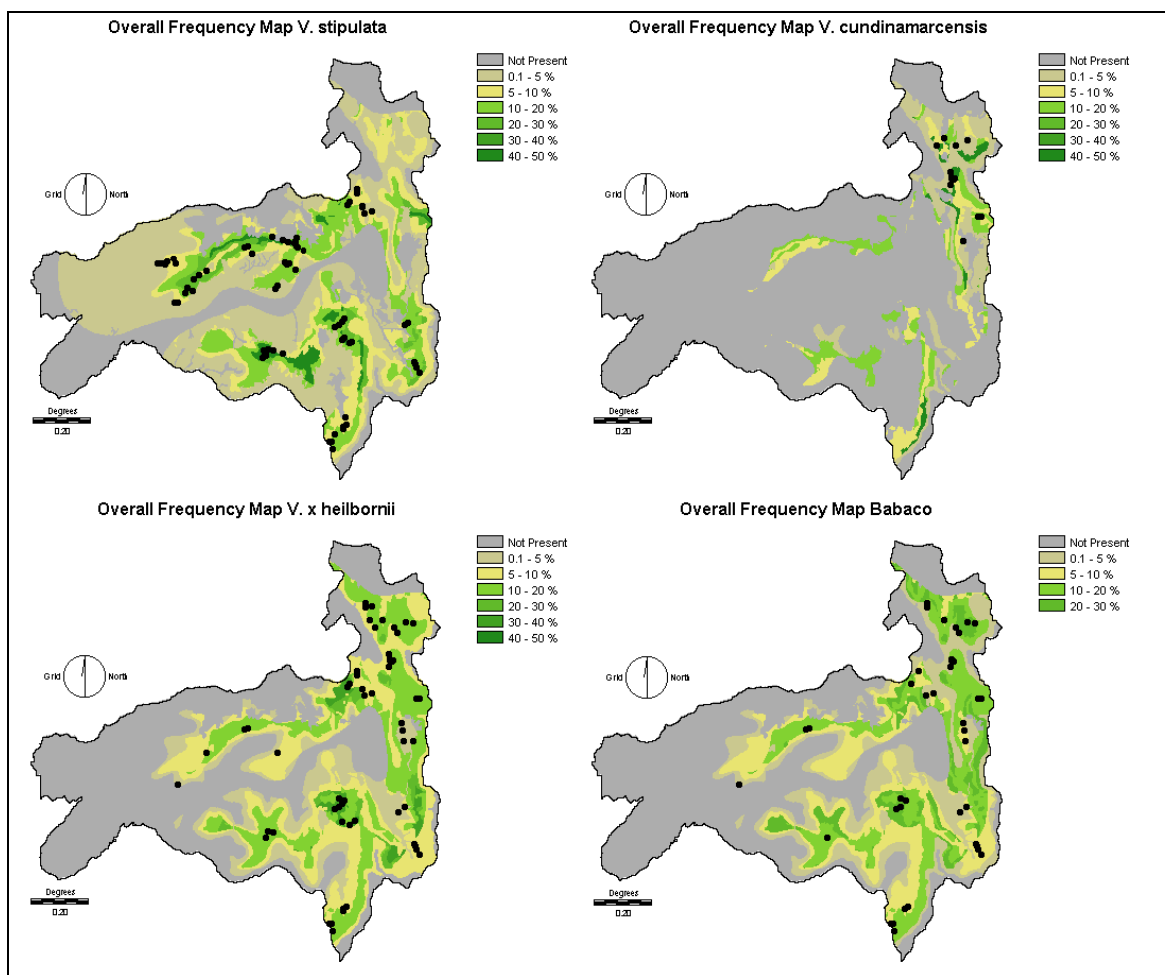 Overall Frequency Map V. stipulata
Not Present
0.1 - 5 %
5 - 10 %
10 - 20 %
20 - 30 %
30 - 40 %
40 - 50 %
Grid
North
Degrees
0.20
Overall Frequency Map V. cundinamarcensis
Not Present
0.1 - 5 %
5 - 10 %
10 - 20 %
20 - 30 %
30 - 40 %
40 - 50 %
Grid
North
Degrees
0.20
Overall Frequency Map V. x heilbornii
Not Present
0.1 - 5 %
5 - 10 %
10 - 20 %
20 - 30 %
30 - 40 %
40 - 50 %
Grid
North
Degrees
0.20
Overall Frequency Map Babaco
Not Present
0.1 - 5 %
5 - 10 %
10 - 20 %
20 - 30 %
Grid
North
Degrees
0.20